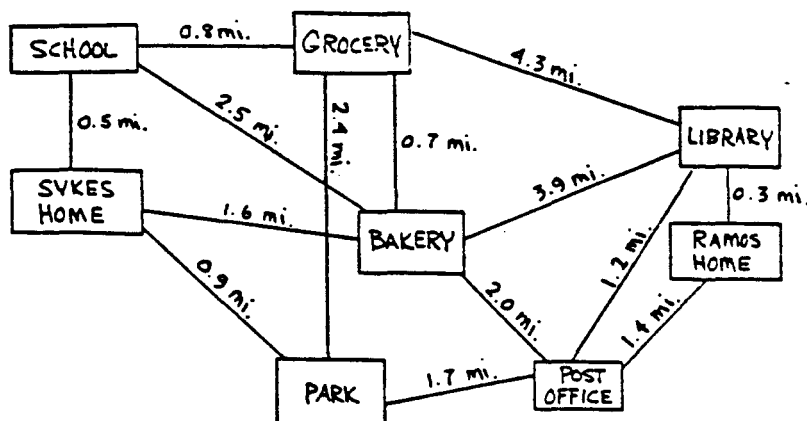 SCHOOL
0.8 mi.
GROCERY
4.3 mi.
0.5 mi.
2.5 mi.
2.4 mi.
0.7 mi.
LIBRARY
SYKES
HOME
1.6 mi.
BAKERY
3.9 mi.
0.3 mi.
RAMOS
HOME
0.9 mi.
2.0 mi.
1.2 mi.
1.4 mi.
PARK
1.7 mi.
POST
OFFICE